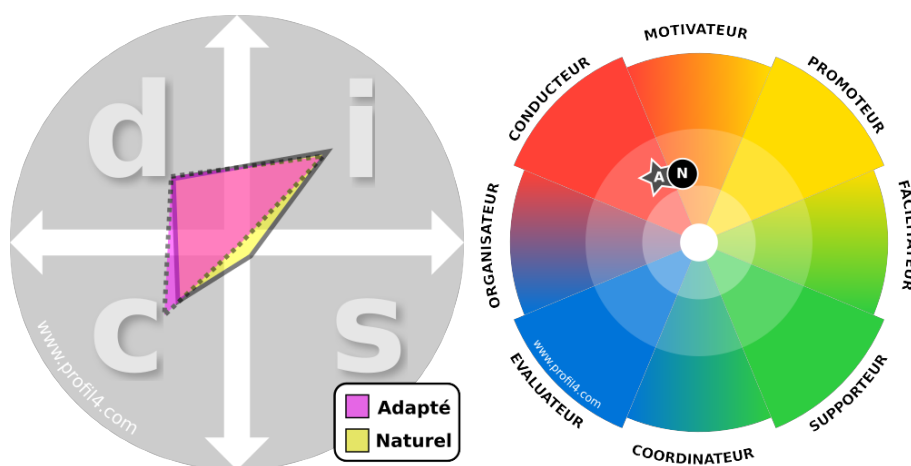 d
i
c
s
www.profil4.com
Adapté
Naturel
MOTIVATEUR
PROMOTEUR
FACILITATEUR
SUPPORTEUR
COORDINATEUR
EVALUATEUR
ORGANISATEUR
CONDUCTEUR
A
N
www.profil4.com